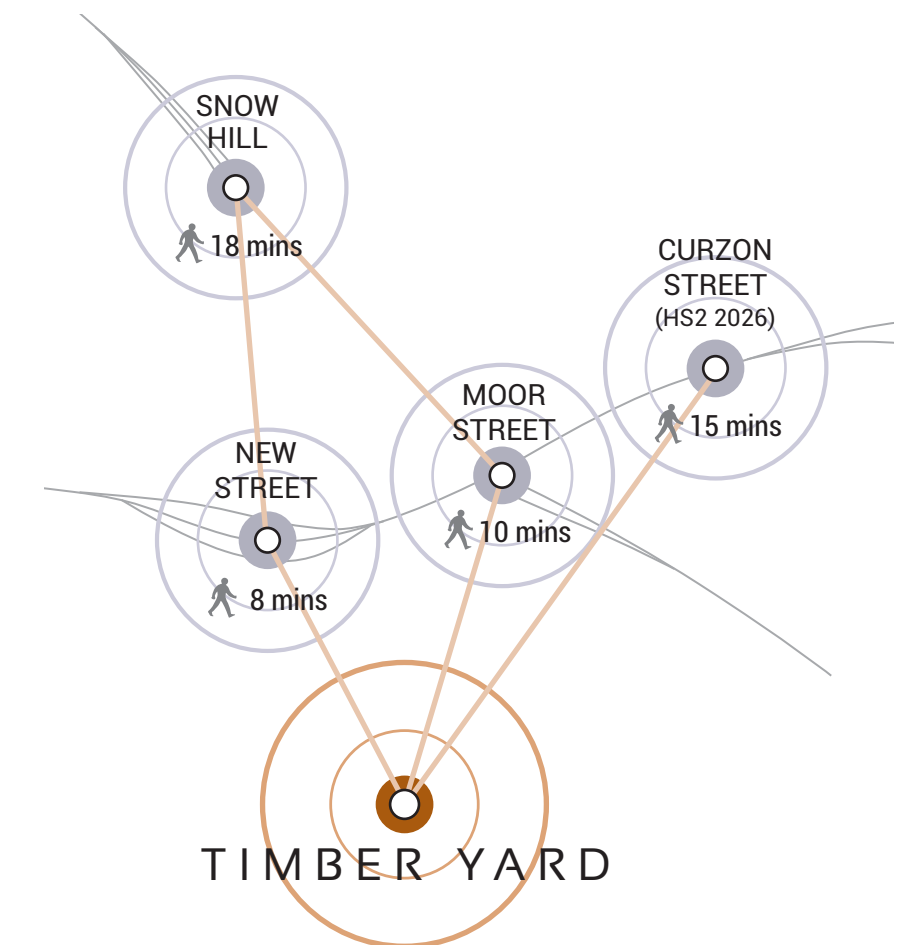 SNOW
HILL
18 mins
CURZON
STREET
(HS2 2026)
15 mins
MOOR
STREET
10 mins
NEW
STREET
8 mins
TIMBER YARD